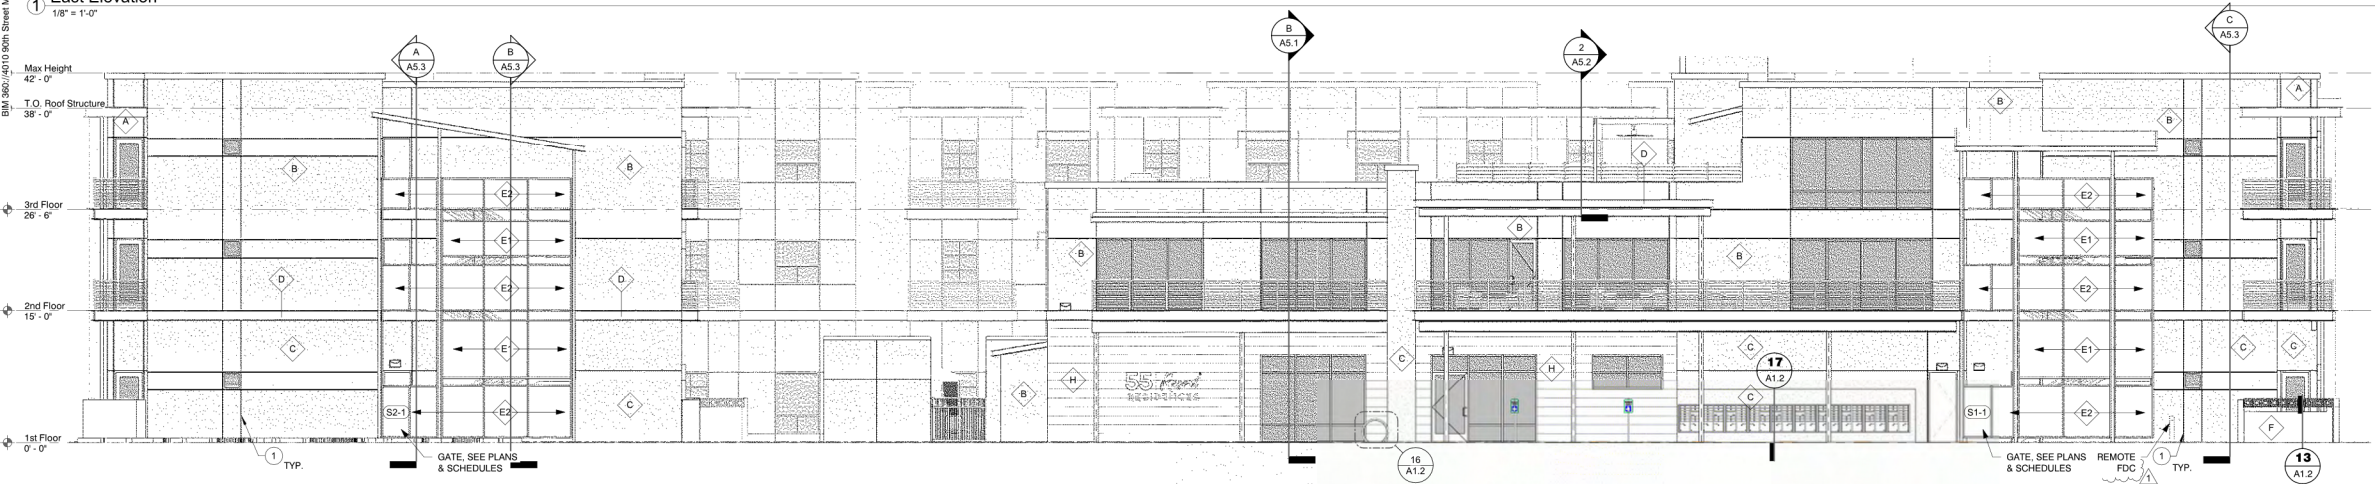 1 East Elevation
1/8" = 1'-0"
BIM 360://4010 90th Street M
A
A5.3
B
A5.3
B
A5.1
2
A5.2
C
A5.3
Max Height
42' - 0"
T.O. Roof Structure
38' - 0"
A
B
B
D
B
B
A
3rd Floor
26' - 6"
E2
E1
E2
E1
E2
B
B
B
E2
E1
E2
E1
E2
D
D
2nd Floor
15' - 0"
C
C
B
H
55 Kent
RESIDENCES
C
H
C
C
17
A1.2
C
C
S2-1
S1-1
F
1st Floor
0' - 0"
1 TYP.
GATE, SEE PLANS
& SCHEDULES
16
A1.2
GATE, SEE PLANS
& SCHEDULES
REMOTE
FDC
1
1 TYP.
13
A1.2